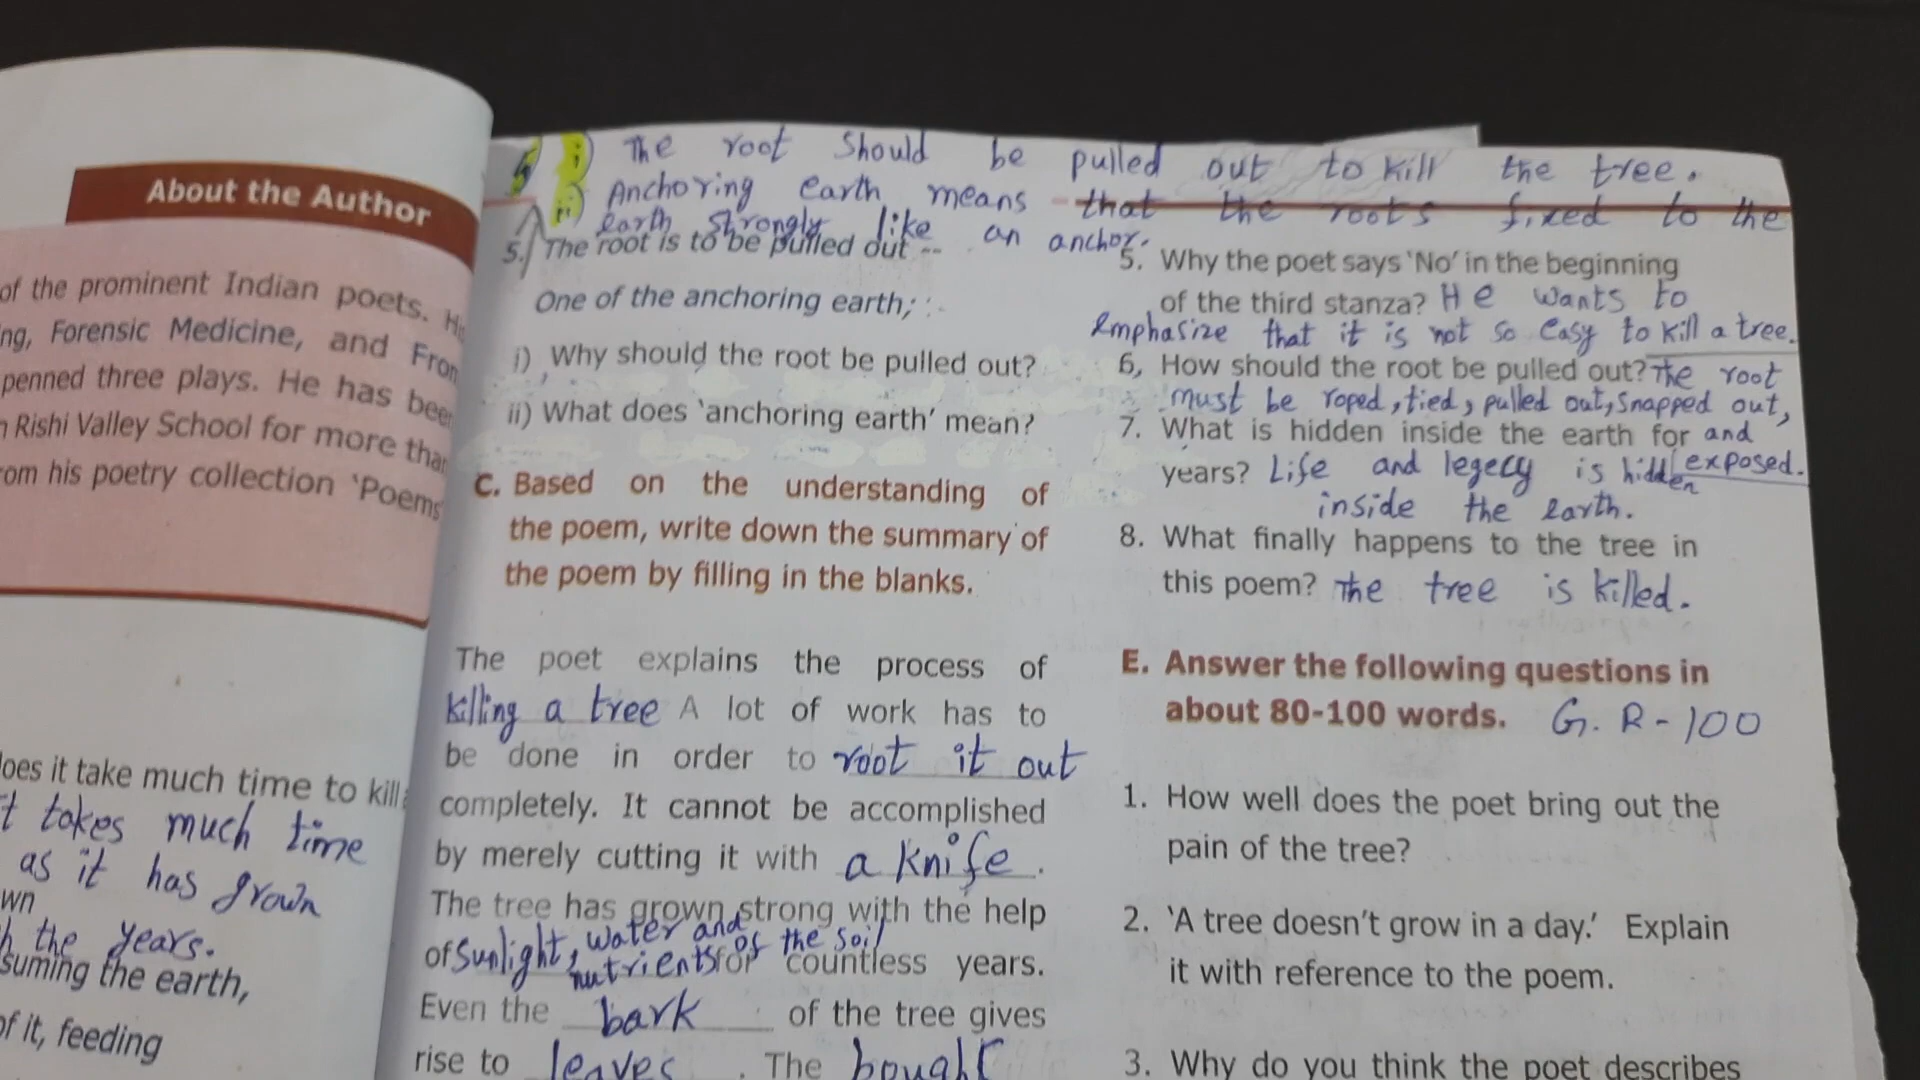 About the Author
of the prominent Indian poets.
ng, Forensic Medicine, and From
penned three plays. He has been
n Rishi Valley School for more than
rom his poetry collection 'Poems
does it take much time to kill
t takes much time
as it has grown
wn
h the years.
suming the earth,
of it, feeding
5 i) The root should be pulled out to kill the tree.
ii) Anchoring earth means that the roots fixed to the
earth strongly like an anchor.
5. The root is to be pulled out --
One of the anchoring earth;
i) Why should the root be pulled out?
ii) What does 'anchoring earth' mean?
C. Based on the understanding of
the poem, write down the summary of
the poem by filling in the blanks.
The poet explains the process of
killing a tree A lot of work has to
be done in order to root it out
completely. It cannot be accomplished
by merely cutting it with a knife.
The tree has grown strong with the help
of sunlight, water and nutrients of the soil for countless years.
Even the bark of the tree gives
rise to leaves. The
5. Why the poet says 'No' in the beginning
of the third stanza? He wants to
emphasize that it is not so easy to kill a tree.
6, How should the root be pulled out? The root
must be roped, tied, pulled out, snapped out,
and exposed.
7. What is hidden inside the earth for
years? Life and legecy is hidden
inside the earth.
8. What finally happens to the tree in
this poem? The tree is killed.
E. Answer the following questions in
about 80-100 words. G. R - 100
1. How well does the poet bring out the
pain of the tree?
2. 'A tree doesn't grow in a day.' Explain
it with reference to the poem.
3. Why do you think the poet describes